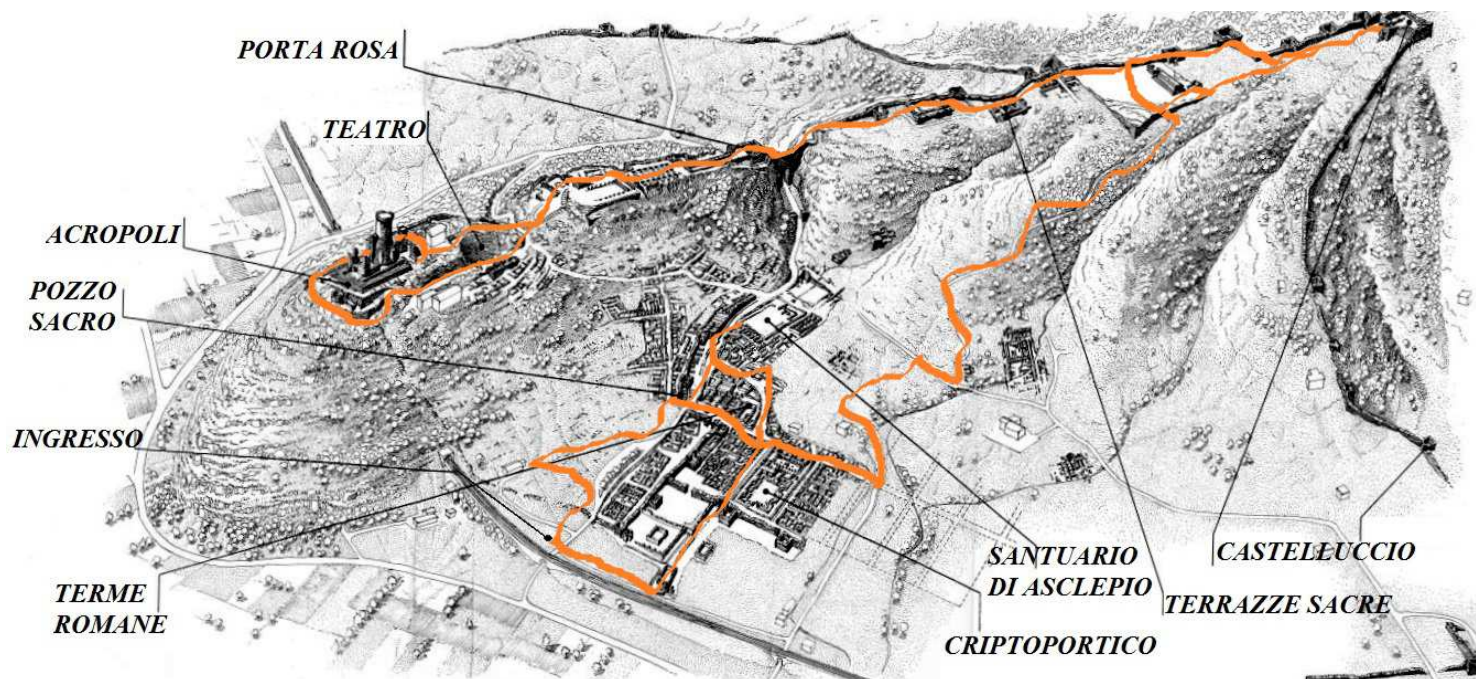 PORTA ROSA
TEATRO
ACROPOLI
POZZO
SACRO
INGRESSO
TERME
ROMANE
SANTUARIO
DI ASCLEPIO
CASTELLUCCIO
TERRAZZE SACRE
CRIPTOPORTICO